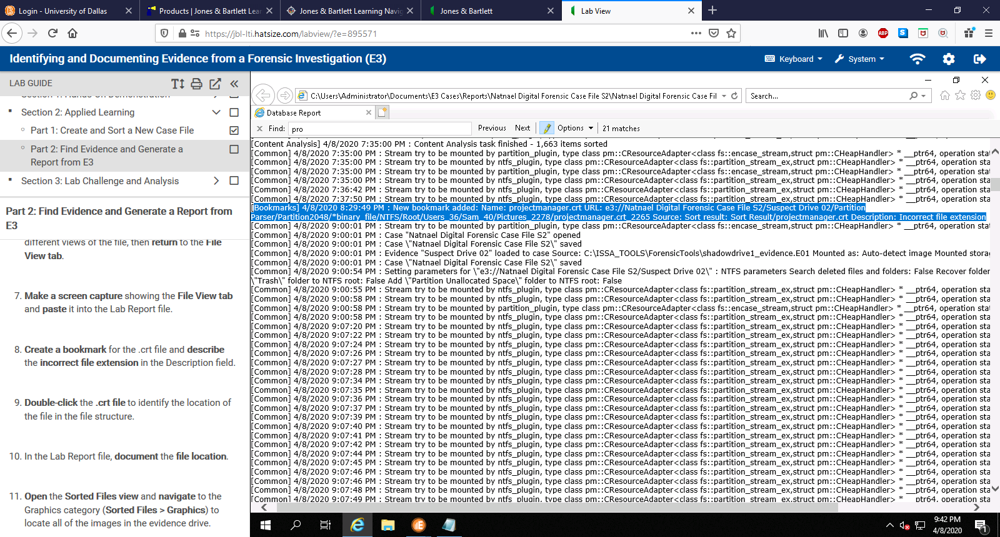 Login - University of Dallas
Products | Jones & Bartlett Lear
Jones & Bartlett Learning Navig
Jones & Bartlett
Lab View
https://jbl-lti.hatsize.com/labview/?e=895571
ABP
S
Identifying and Documenting Evidence from a Forensic Investigation (E3)
Keyboard
System
LAB GUIDE
Section 2: Applied Learning
Part 1: Create and Sort a New Case File
Part 2: Find Evidence and Generate a
Report from E3
Section 3: Lab Challenge and Analysis
Part 2: Find Evidence and Generate a Report from
E3
different views of the file, then return to the File
View tab.
7. Make a screen capture showing the File View tab
and paste it into the Lab Report file.
8. Create a bookmark for the .crt file and describe
the incorrect file extension in the Description field.
9. Double-click the .crt file to identify the location of
the file in the file structure.
10. In the Lab Report file, document the file location.
11. Open the Sorted Files view and navigate to the
Graphics category (Sorted Files > Graphics) to
locate all of the images in the evidence drive.
C:\Users\Administrator\Documents\E3 Cases\Reports\Natnael Digital Forensic Case File S2\Natnael Digital Forensic Case Fil
Search...
Database Report
Find: pro
Previous Next Options 21 matches
[Content Analysis] 4/8/2020 7:35:00 PM : Content Analysis task finished - 1,663 items sorted
[Common] 4/8/2020 7:35:00 PM : Stream try to be mounted by partition_plugin, type class pm::CResourceAdapter<class fs::encase_stream,struct pm::CHeapHandler> * __ptr64, operation stat
[Common] 4/8/2020 7:35:00 PM : Stream try to be mounted by ntfs_plugin, type class pm::CResourceAdapter<class fs::partition_stream_ex,struct pm::CHeapHandler> * __ptr64, operation sta
[Common] 4/8/2020 7:35:00 PM : Stream try to be mounted by partition_plugin, type class pm::CResourceAdapter<class fs::encase_stream,struct pm::CHeapHandler> * __ptr64, operation stat
[Common] 4/8/2020 7:35:00 PM : Stream try to be mounted by ntfs_plugin, type class pm::CResourceAdapter<class fs::partition_stream_ex,struct pm::CHeapHandler> * __ptr64, operation sta
[Common] 4/8/2020 7:36:42 PM : Stream try to be mounted by ntfs_plugin, type class pm::CResourceAdapter<class fs::partition_stream_ex,struct pm::CHeapHandler> * __ptr64, operation sta
[Common] 4/8/2020 7:37:50 PM : Stream try to be mounted by ntfs_plugin, type class pm::CResourceAdapter<class fs::partition_stream_ex,struct pm::CHeapHandler> * __ptr64, operation sta
[Bookmarks] 4/8/2020 8:29:49 PM : New bookmark added: Name: projectmanager.crt URL: e3://Natnael Digital Forensic Case File S2/Suspect Drive 02/Partition
Parser/Partition2048/*binary_file/NTFS/Root/Users_36/Sam_40/Pictures_2278/projectmanager.crt_2265 Source: Sort result: Sort Result/projectmanager.crt Description: Incorrect file extension
[Common] 4/8/2020 9:00:01 PM : Stream try to be mounted by partition_plugin, type class pm::CResourceAdapter<class fs::encase_stream,struct pm::CHeapHandler> * __ptr64, operation stat
[Common] 4/8/2020 9:00:01 PM : Case "Natnael Digital Forensic Case File S2" opened
[Common] 4/8/2020 9:00:01 PM : Case \"Natnael Digital Forensic Case File S2\" saved
[Common] 4/8/2020 9:00:01 PM : Evidence "Suspect Drive 02" loaded to case Source: C:\ISSA_TOOLS\ForensicTools\shadowdrive1_evidence.E01 Mounted as: Auto-detect image Mounted storag
[Common] 4/8/2020 9:00:01 PM : Case \"Natnael Digital Forensic Case File S2\" saved
[Common] 4/8/2020 9:00:54 PM : Setting parameters for \"e3://Natnael Digital Forensic Case File S2/Suspect Drive 02\" : NTFS parameters Search deleted files and folders: False Recover folder
\"Trash\" folder to NTFS root: False Add \"Partition Unallocated Space\" folder to NTFS root: False
[Common] 4/8/2020 9:00:55 PM : Stream try to be mounted by ntfs_plugin, type class pm::CResourceAdapter<class fs::partition_stream_ex,struct pm::CHeapHandler> * __ptr64, operation sta
[Common] 4/8/2020 9:00:58 PM : Stream try to be mounted by ntfs_plugin, type class pm::CResourceAdapter<class fs::partition_stream_ex,struct pm::CHeapHandler> * __ptr64, operation sta
[Common] 4/8/2020 9:00:58 PM : Stream try to be mounted by partition_plugin, type class pm::CResourceAdapter<class fs::encase_stream,struct pm::CHeapHandler> * __ptr64, operation stat
[Common] 4/8/2020 9:00:58 PM : Stream try to be mounted by ntfs_plugin, type class pm::CResourceAdapter<class fs::partition_stream_ex,struct pm::CHeapHandler> * __ptr64, operation sta
[Common] 4/8/2020 9:07:20 PM : Stream try to be mounted by ntfs_plugin, type class pm::CResourceAdapter<class fs::partition_stream_ex,struct pm::CHeapHandler> * __ptr64, operation sta
[Common] 4/8/2020 9:07:22 PM : Stream try to be mounted by ntfs_plugin, type class pm::CResourceAdapter<class fs::partition_stream_ex,struct pm::CHeapHandler> * __ptr64, operation sta
[Common] 4/8/2020 9:07:24 PM : Stream try to be mounted by ntfs_plugin, type class pm::CResourceAdapter<class fs::partition_stream_ex,struct pm::CHeapHandler> * __ptr64, operation sta
[Common] 4/8/2020 9:07:26 PM : Stream try to be mounted by ntfs_plugin, type class pm::CResourceAdapter<class fs::partition_stream_ex,struct pm::CHeapHandler> * __ptr64, operation sta
[Common] 4/8/2020 9:07:27 PM : Stream try to be mounted by ntfs_plugin, type class pm::CResourceAdapter<class fs::partition_stream_ex,struct pm::CHeapHandler> * __ptr64, operation sta
[Common] 4/8/2020 9:07:28 PM : Stream try to be mounted by ntfs_plugin, type class pm::CResourceAdapter<class fs::partition_stream_ex,struct pm::CHeapHandler> * __ptr64, operation sta
[Common] 4/8/2020 9:07:34 PM : Stream try to be mounted by ntfs_plugin, type class pm::CResourceAdapter<class fs::partition_stream_ex,struct pm::CHeapHandler> * __ptr64, operation sta
[Common] 4/8/2020 9:07:35 PM : Stream try to be mounted by ntfs_plugin, type class pm::CResourceAdapter<class fs::partition_stream_ex,struct pm::CHeapHandler> * __ptr64, operation sta
[Common] 4/8/2020 9:07:36 PM : Stream try to be mounted by ntfs_plugin, type class pm::CResourceAdapter<class fs::partition_stream_ex,struct pm::CHeapHandler> * __ptr64, operation sta
[Common] 4/8/2020 9:07:37 PM : Stream try to be mounted by ntfs_plugin, type class pm::CResourceAdapter<class fs::partition_stream_ex,struct pm::CHeapHandler> * __ptr64, operation sta
[Common] 4/8/2020 9:07:39 PM : Stream try to be mounted by ntfs_plugin, type class pm::CResourceAdapter<class fs::partition_stream_ex,struct pm::CHeapHandler> * __ptr64, operation sta
[Common] 4/8/2020 9:07:40 PM : Stream try to be mounted by ntfs_plugin, type class pm::CResourceAdapter<class fs::partition_stream_ex,struct pm::CHeapHandler> * __ptr64, operation sta
[Common] 4/8/2020 9:07:41 PM : Stream try to be mounted by ntfs_plugin, type class pm::CResourceAdapter<class fs::partition_stream_ex,struct pm::CHeapHandler> * __ptr64, operation sta
[Common] 4/8/2020 9:07:42 PM : Stream try to be mounted by ntfs_plugin, type class pm::CResourceAdapter<class fs::partition_stream_ex,struct pm::CHeapHandler> * __ptr64, operation sta
[Common] 4/8/2020 9:07:44 PM : Stream try to be mounted by ntfs_plugin, type class pm::CResourceAdapter<class fs::partition_stream_ex,struct pm::CHeapHandler> * __ptr64, operation sta
[Common] 4/8/2020 9:07:45 PM : Stream try to be mounted by ntfs_plugin, type class pm::CResourceAdapter<class fs::partition_stream_ex,struct pm::CHeapHandler> * __ptr64, operation sta
[Common] 4/8/2020 9:07:46 PM : Stream try to be mounted by ntfs_plugin, type class pm::CResourceAdapter<class fs::partition_stream_ex,struct pm::CHeapHandler> * __ptr64, operation sta
[Common] 4/8/2020 9:07:46 PM : Stream try to be mounted by ntfs_plugin, type class pm::CResourceAdapter<class fs::partition_stream_ex,struct pm::CHeapHandler> * __ptr64, operation sta
[Common] 4/8/2020 9:07:48 PM : Stream try to be mounted by ntfs_plugin, type class pm::CResourceAdapter<class fs::partition_stream_ex,struct pm::CHeapHandler> * __ptr64, operation sta
[Common] 4/8/2020 9:07:49 PM : Stream try to be mounted by ntfs_plugin, type class pm::CResourceAdapter<class fs::partition_stream_ex,struct pm::CHeapHandler> * __ptr64, operation sta
9:42 PM
4/8/2020
1